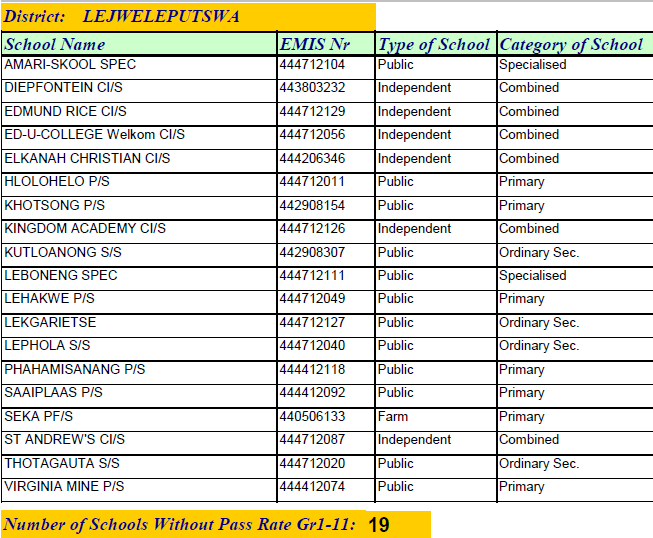 District: LEJWELEPUTSWA
School Name EMIS Nr Type of School Category of School
AMARI-SKOOL SPEC 444712104 Public Specialised
DIEPFONTEIN CI/S 443803232 Independent Combined
EDMUND RICE CI/S 444712129 Independent Combined
ED-U-COLLEGE Welkom CI/S 444712056 Independent Combined
ELKANAH CHRISTIAN CI/S 444206346 Independent Combined
HLOLOHELO P/S 444712011 Public Primary
KHOTSONG P/S 442908154 Public Primary
KINGDOM ACADEMY CI/S 444712126 Independent Combined
KUTLOANONG S/S 442908307 Public Ordinary Sec.
LEBONENG SPEC 444712111 Public Specialised
LEHAKWE P/S 444712049 Public Primary
LEKGARIETSE 444712127 Public Ordinary Sec.
LEPHOLA S/S 444712040 Public Ordinary Sec.
PHAHAMISANANG P/S 444412118 Public Primary
SAAIPLAAS P/S 444412092 Public Primary
SEKA PF/S 440506133 Farm Primary
ST ANDREW'S CI/S 444712087 Independent Combined
THOTAGAUTA S/S 444712020 Public Ordinary Sec.
VIRGINIA MINE P/S 444412074 Public Primary
Number of Schools Without Pass Rate Gr1-11: 19